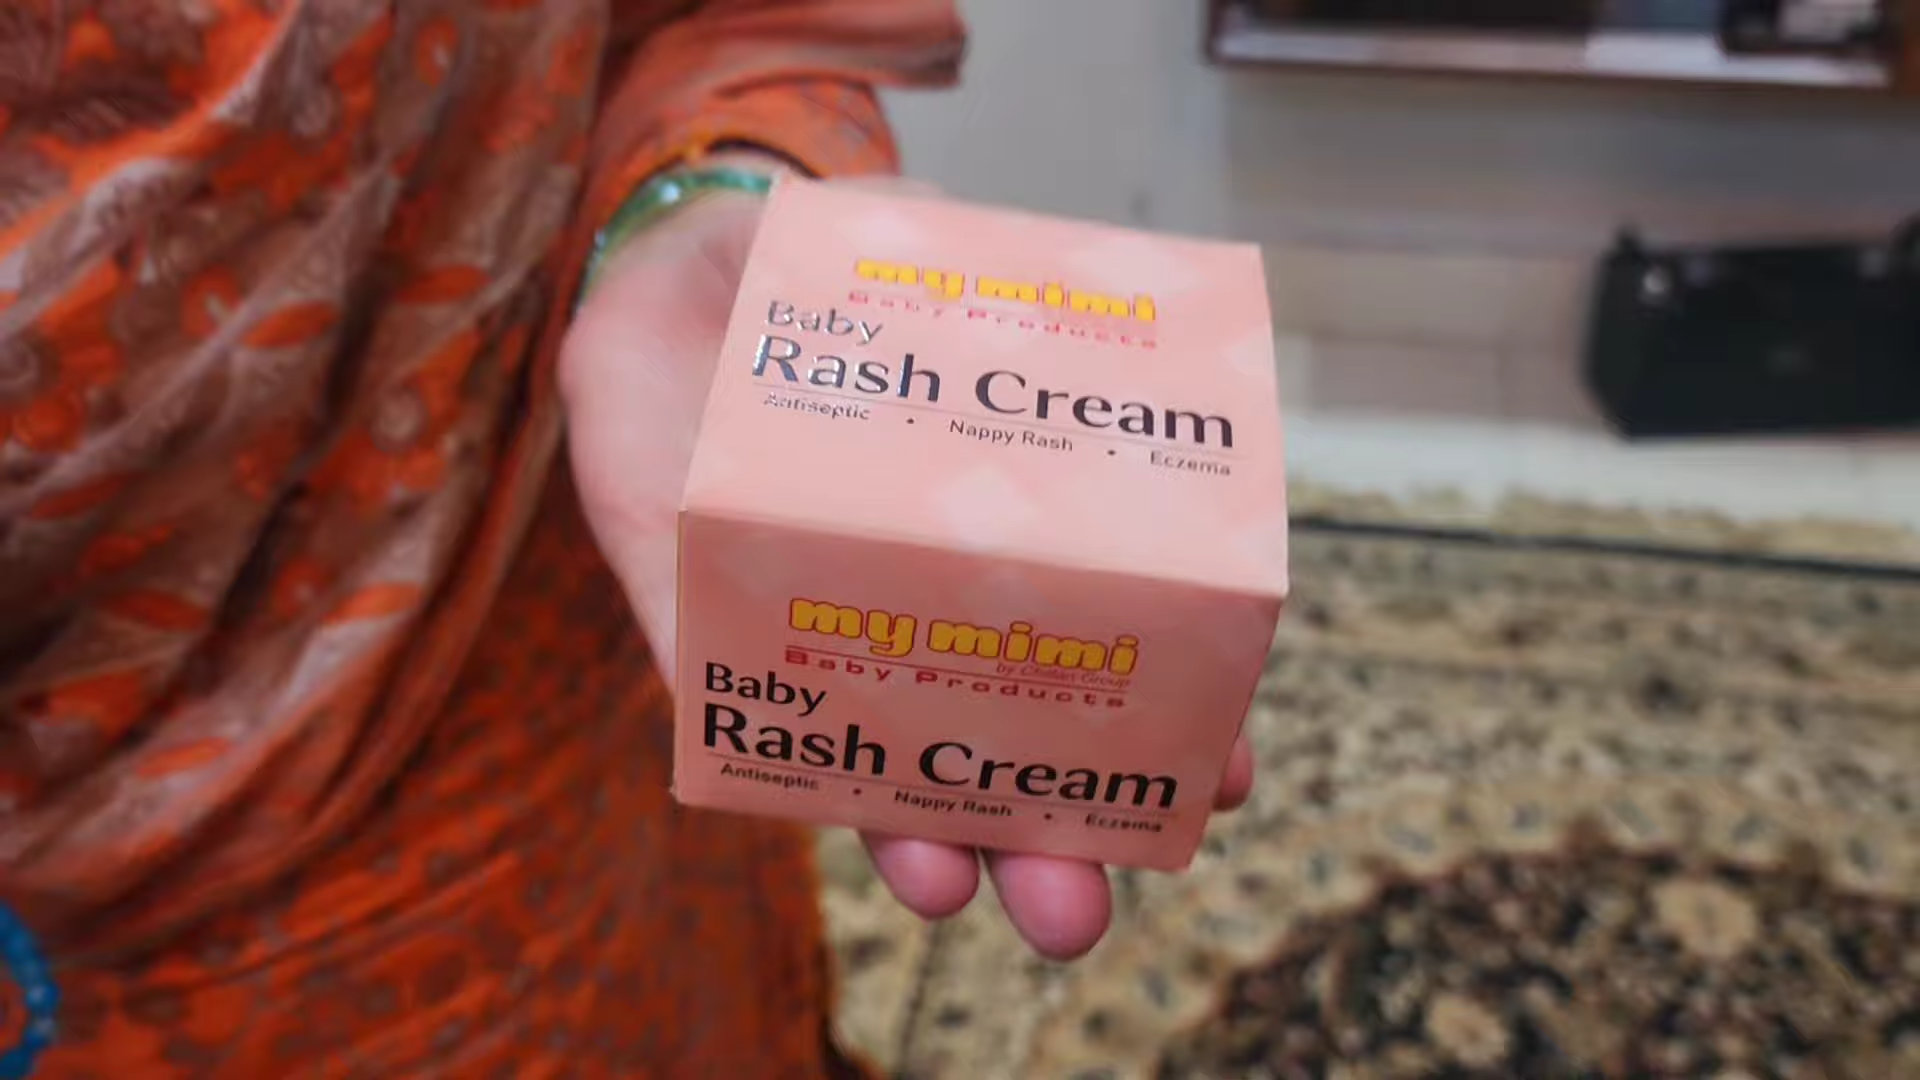 my mimi
Baby Products
Baby
Rash Cream
Antiseptic • Nappy Rash • Eczema
my mimi
by Group
Baby Products
Baby
Rash Cream
Antiseptic • Nappy Rash • Eczema